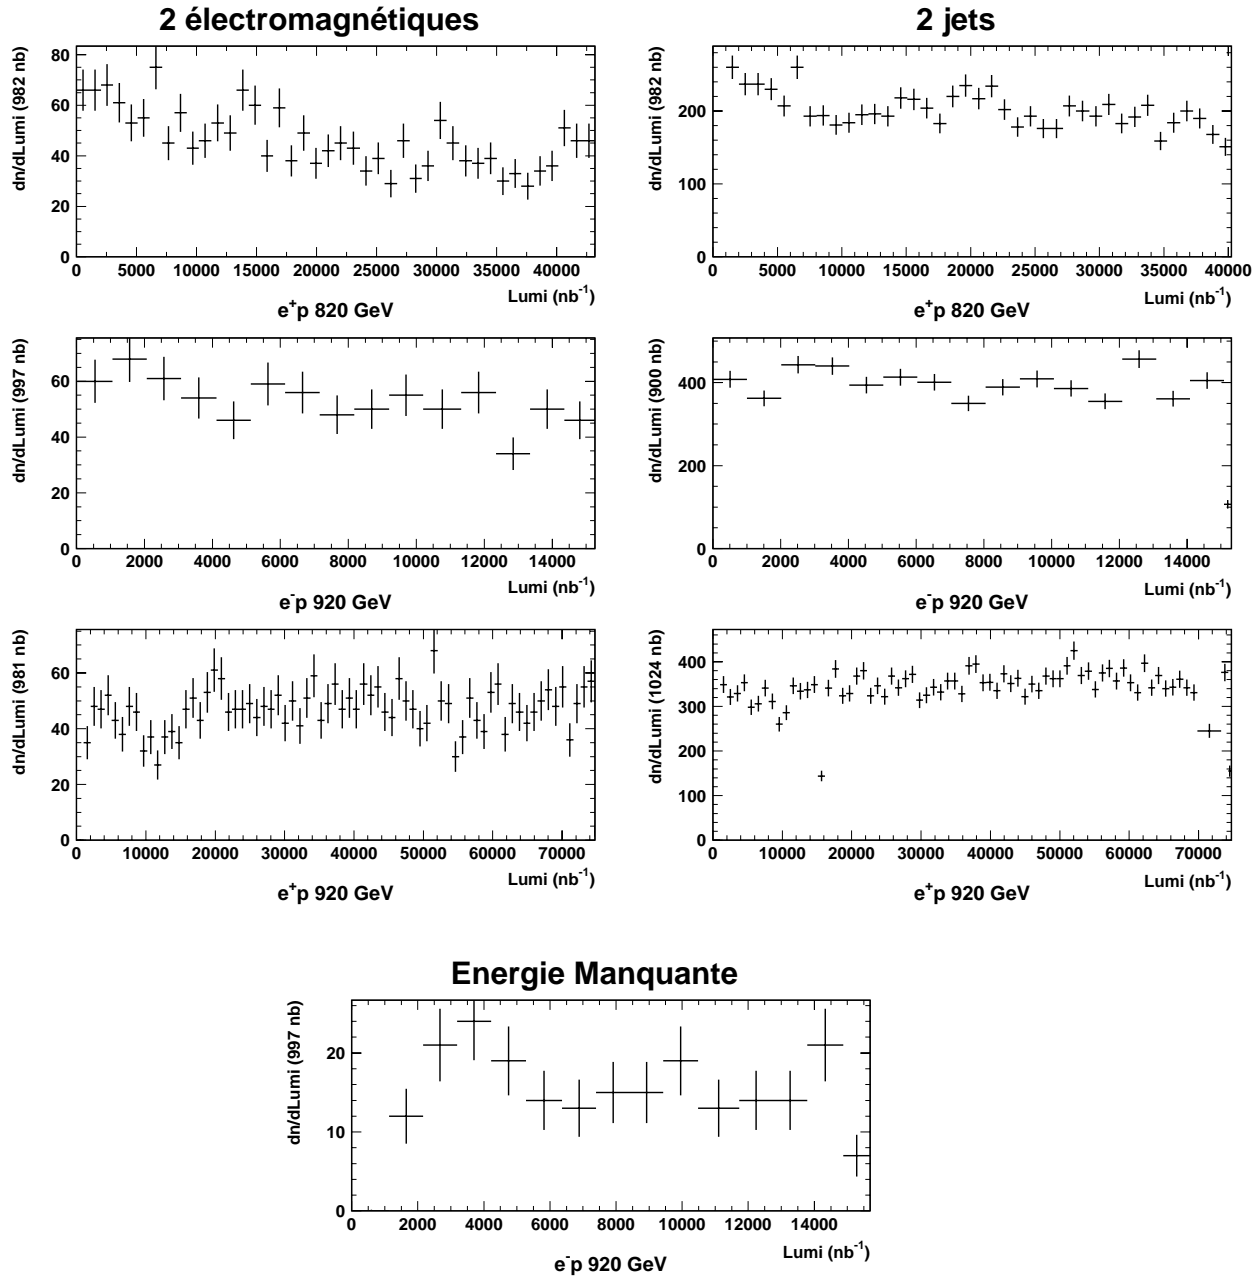 2 électromagnétiques
dn/dLumi (982 nb)
80
60
40
20
0
0 5000 10000 15000 20000 25000 30000 35000 40000
Lumi (nb-1)
e+p 820 GeV
2 jets
dn/dLumi (982 nb)
200
100
0
0 5000 10000 15000 20000 25000 30000 35000 40000
Lumi (nb-1)
e+p 820 GeV
dn/dLumi (997 nb)
60
40
20
0
0 2000 4000 6000 8000 10000 12000 14000
Lumi (nb-1)
e-p 920 GeV
dn/dLumi (900 nb)
400
200
0
0 2000 4000 6000 8000 10000 12000 14000
Lumi (nb-1)
e-p 920 GeV
dn/dLumi (981 nb)
60
40
20
0
0 10000 20000 30000 40000 50000 60000 70000
Lumi (nb-1)
e+p 920 GeV
dn/dLumi (1024 nb)
400
300
200
100
0
0 10000 20000 30000 40000 50000 60000 70000
Lumi (nb-1)
e+p 920 GeV
Energie Manquante
dn/dLumi (997 nb)
20
10
0
0 2000 4000 6000 8000 10000 12000 14000
Lumi (nb-1)
e-p 920 GeV